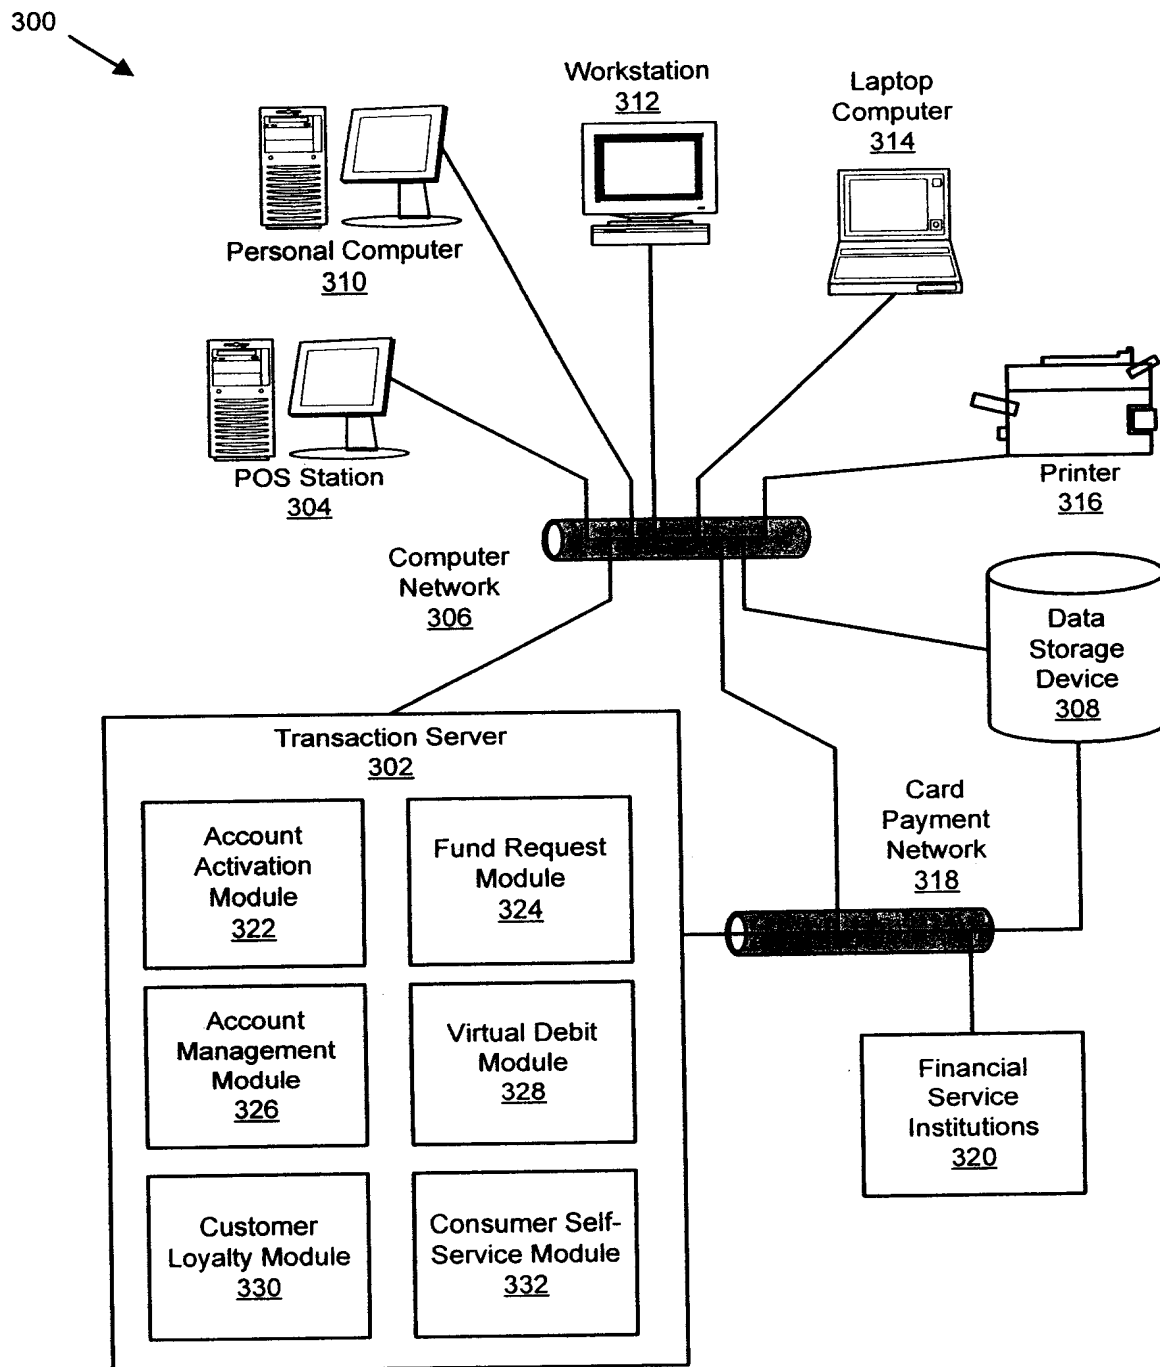 300
Workstation
312
Laptop
Computer
314
Personal Computer
310
POS Station
304
Printer
316
Computer
Network
306
Data
Storage
Device
308
Transaction Server
302
Card
Payment
Network
318
Account
Activation
Module
322
Fund Request
Module
324
Account
Management
Module
326
Virtual Debit
Module
328
Financial
Service
Institutions
320
Customer
Loyalty Module
330
Consumer Self-
Service Module
332